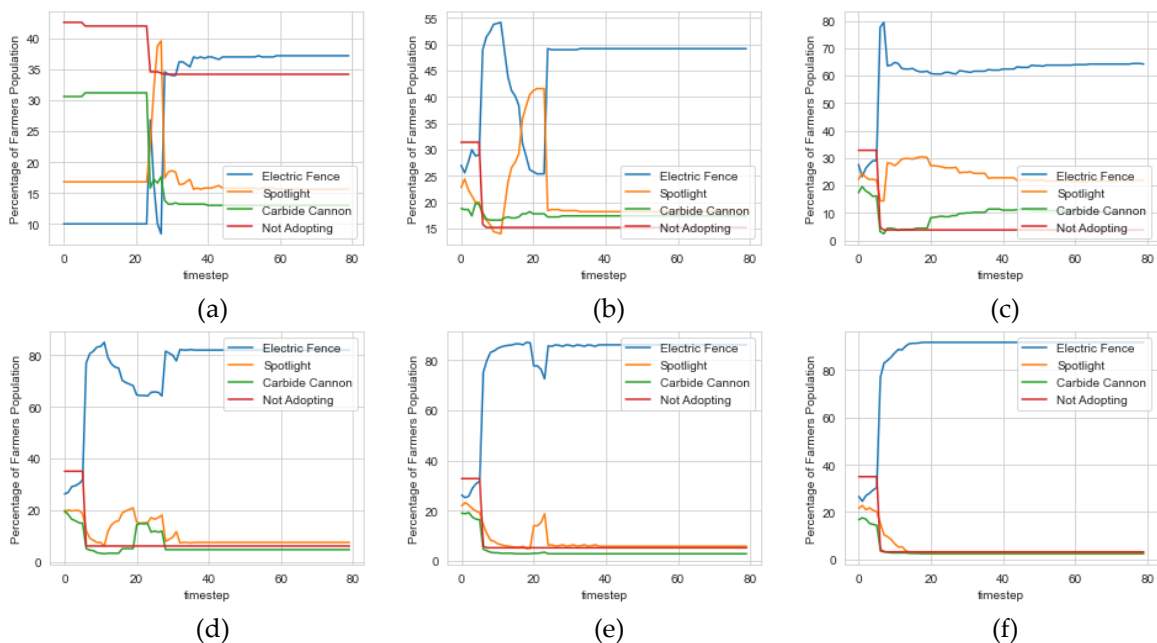 Percentage of Farmers Population
40
35
30
25
20
15
10
0
20
40
60
80
timestep
Electric Fence
Spotlight
Carbide Cannon
Not Adopting
(a)
Percentage of Farmers Population
55
50
45
40
35
30
25
20
15
0
20
40
60
80
timestep
Electric Fence
Spotlight
Carbide Cannon
Not Adopting
(b)
Percentage of Farmers Population
80
70
60
50
40
30
20
10
0
0
20
40
60
80
timestep
Electric Fence
Spotlight
Carbide Cannon
Not Adopting
(c)
Percentage of Farmers Population
80
60
40
20
0
0
20
40
60
80
timestep
Electric Fence
Spotlight
Carbide Cannon
Not Adopting
(d)
Percentage of Farmers Population
80
60
40
20
0
0
20
40
60
80
timestep
Electric Fence
Spotlight
Carbide Cannon
Not Adopting
(e)
Percentage of Farmers Population
80
60
40
20
0
0
20
40
60
80
timestep
Electric Fence
Spotlight
Carbide Cannon
Not Adopting
(f)